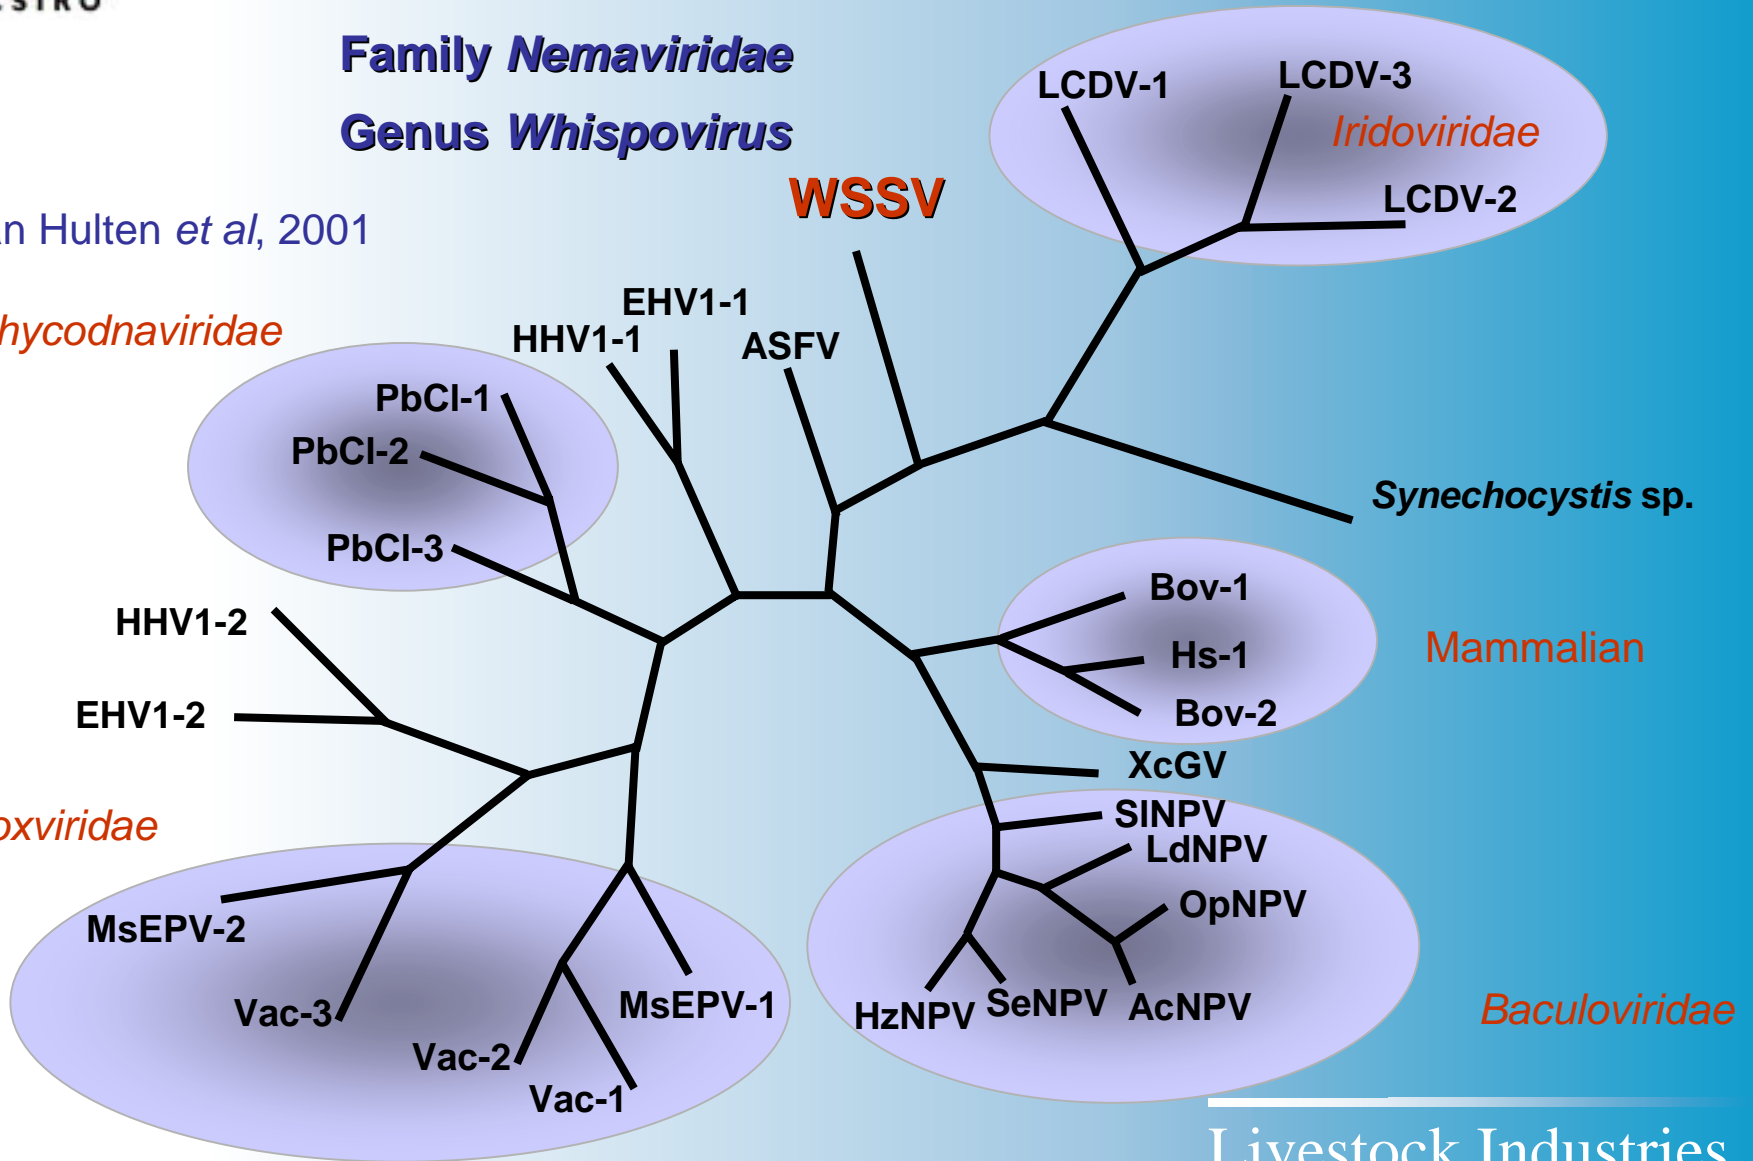 Family Nemaviridae
Genus Whispovirus
Hulten et al, 2001
WSSV
LCDV-1
LCDV-3
Iridoviridae
LCDV-2
hycodnaviridae
EHV1-1
HHV1-1
ASFV
PbCl-1
PbCl-2
PbCl-3
Synechocystis sp.
HHV1-2
EHV1-2
Bov-1
Hs-1
Bov-2
Mammalian
XcGV
SlNPV
LdNPV
OpNPV
AcNPV
SeNPV
HzNPV
Baculoviridae
oxviridae
MsEPV-2
Vac-3
MsEPV-1
Vac-2
Vac-1
Livestock Industries